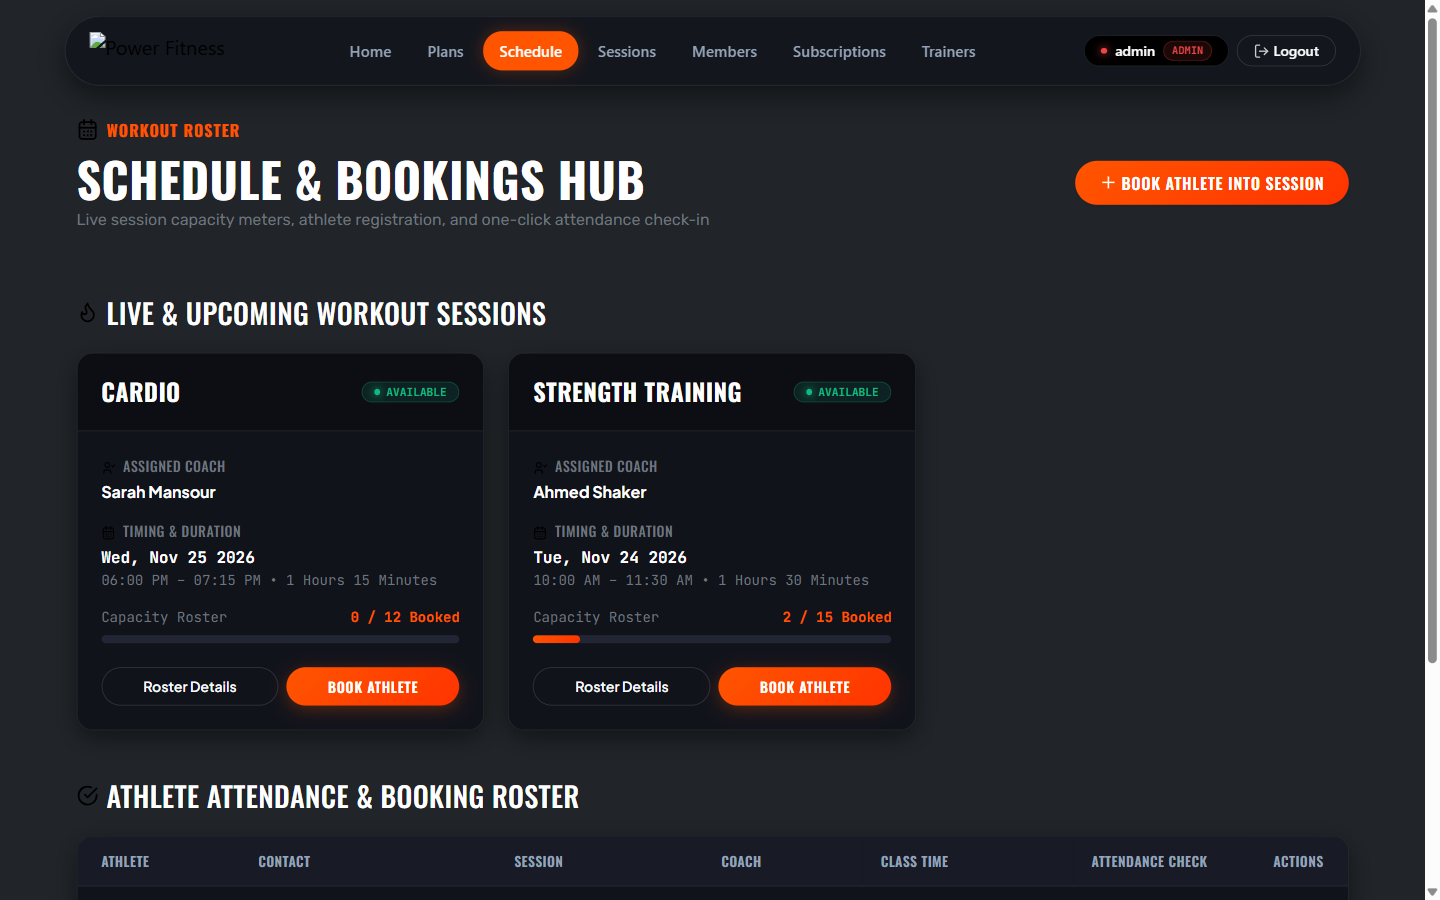 Power Fitness
Home
Plans
Schedule
Sessions
Members
Subscriptions
Trainers
admin ADMIN
Logout
WORKOUT ROSTER
SCHEDULE & BOOKINGS HUB
Live session capacity meters, athlete registration, and one-click attendance check-in
+ BOOK ATHLETE INTO SESSION
LIVE & UPCOMING WORKOUT SESSIONS
CARDIO
AVAILABLE
ASSIGNED COACH
Sarah Mansour
TIMING & DURATION
Wed, Nov 25 2026
06:00 PM – 07:15 PM • 1 Hours 15 Minutes
Capacity Roster
0 / 12 Booked
Roster Details
BOOK ATHLETE
STRENGTH TRAINING
AVAILABLE
ASSIGNED COACH
Ahmed Shaker
TIMING & DURATION
Tue, Nov 24 2026
10:00 AM – 11:30 AM • 1 Hours 30 Minutes
Capacity Roster
2 / 15 Booked
Roster Details
BOOK ATHLETE
ATHLETE ATTENDANCE & BOOKING ROSTER
ATHLETE
CONTACT
SESSION
COACH
CLASS TIME
ATTENDANCE CHECK
ACTIONS